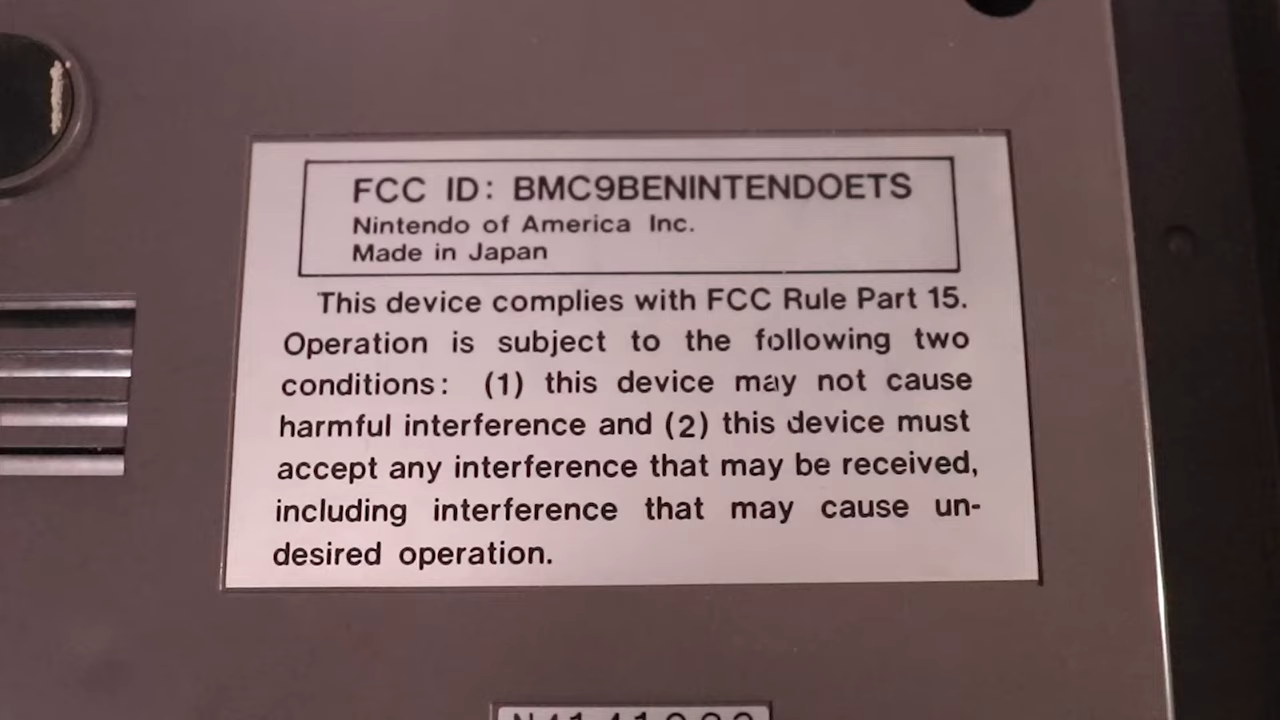 FCC ID: BMC9BENINTENDOETS
Nintendo of America Inc.
Made in Japan
This device complies with FCC Rule Part 15.
Operation is subject to the following two
conditions: (1) this device may not cause
harmful interference and (2) this device must
accept any interference that may be received,
including interference that may cause un-
desired operation.